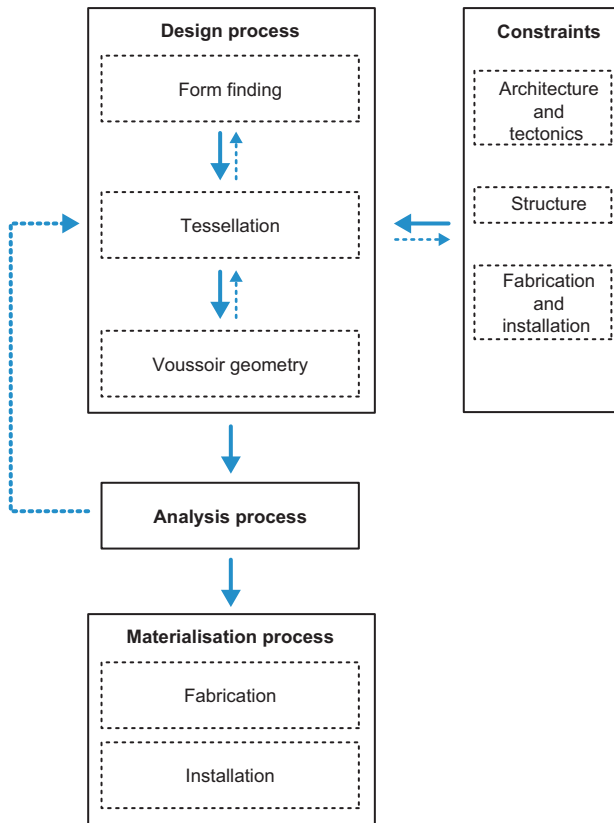 Design process
Form finding
Tessellation
Voussoir geometry
Constraints
Architecture
and
tectonics
Structure
Fabrication
and
installation
Analysis process
Materialisation process
Fabrication
Installation